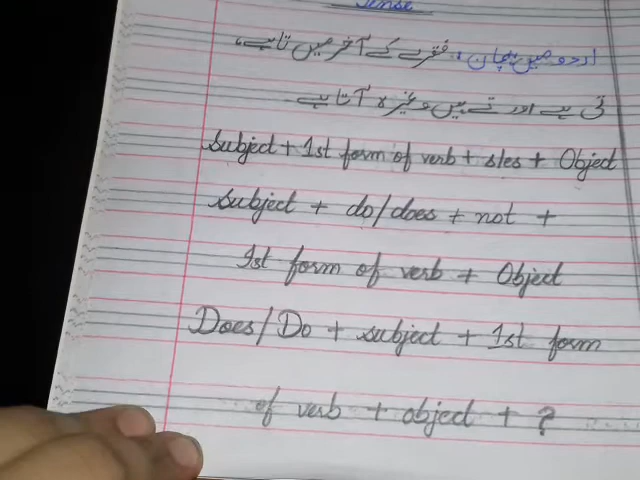 Tense
اردو میں پہچان: فقرے کے آخر میں تا ہے،
تی ہے اور تے ہیں وغیرہ آتا ہے۔
Subject + 1st form of verb + s/es + Object
Subject + do/does + not +
1st form of verb + Object
Does/Do + subject + 1st form
of verb + object + ?